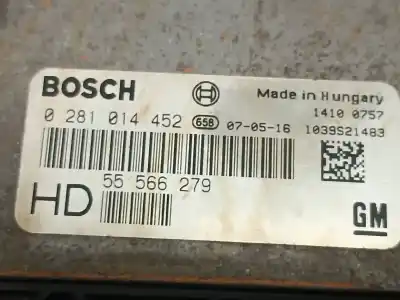 BOSCH Made in Hungary
1410 0757
0 281 014 452 658 07-05-16 1039S21483
55 566 279
HD
GM